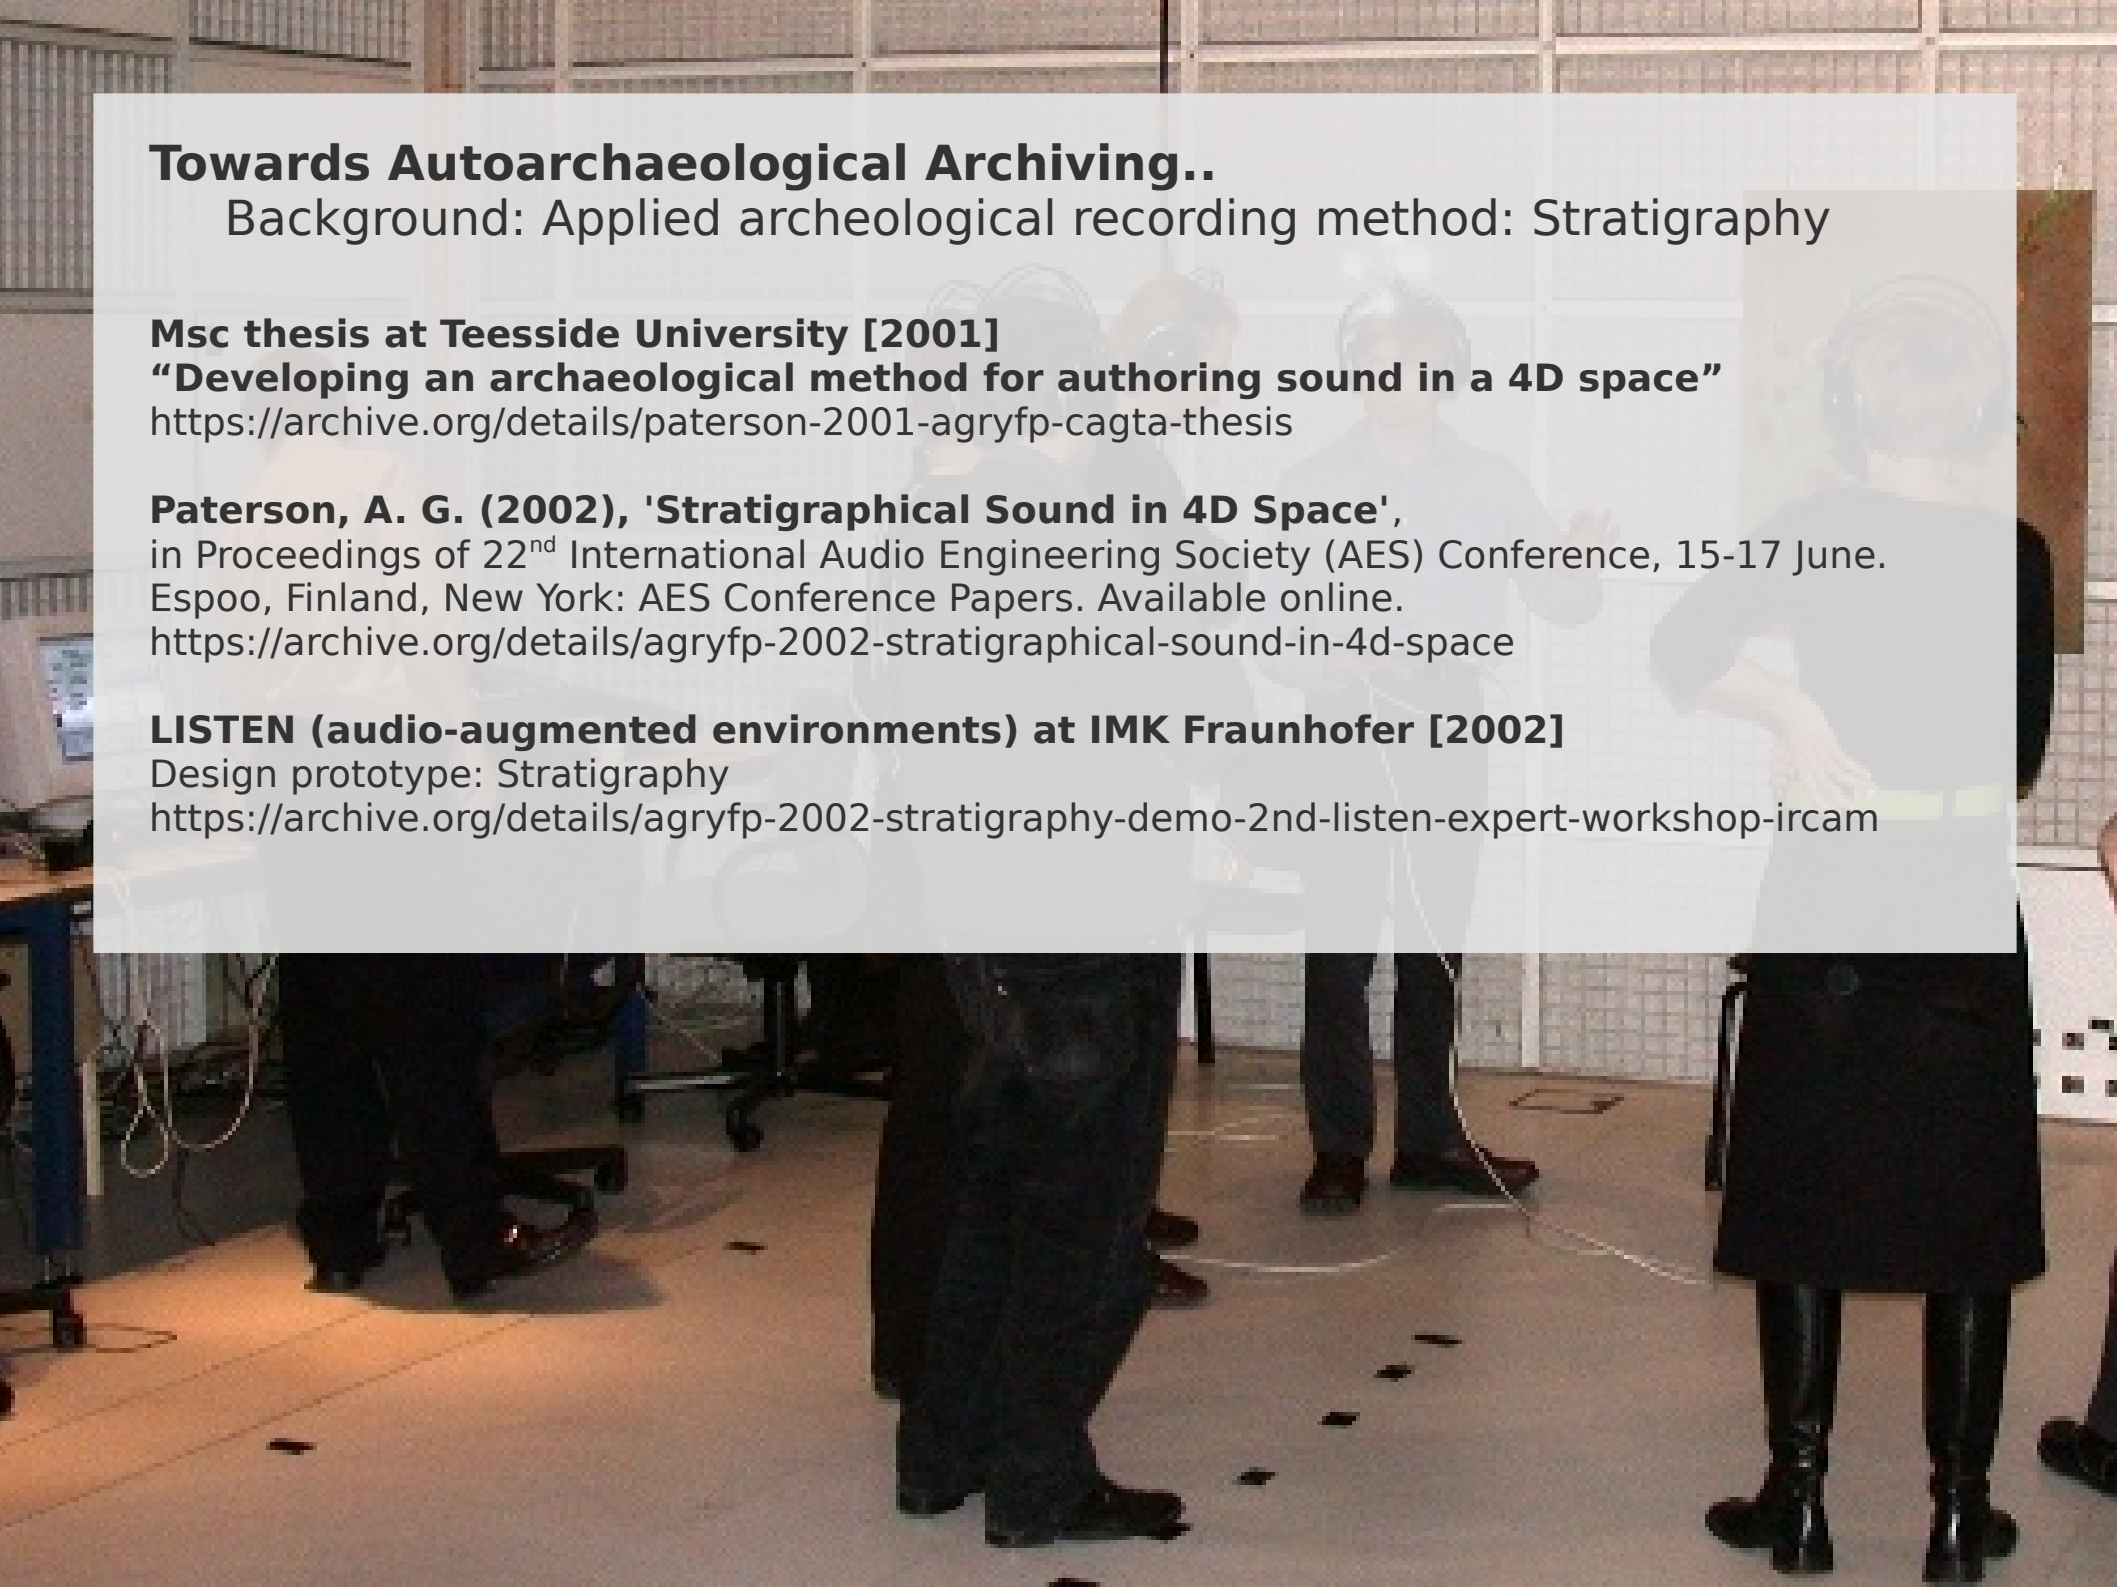 Towards Autoarchaeological Archiving..
Background: Applied archeological recording method: Stratigraphy
Msc thesis at Teesside University [2001]
“Developing an archaeological method for authoring sound in a 4D space”
https://archive.org/details/paterson-2001-agryfp-cagta-thesis
Paterson, A. G. (2002), 'Stratigraphical Sound in 4D Space',
in Proceedings of 22nd International Audio Engineering Society (AES) Conference, 15-17 June.
Espoo, Finland, New York: AES Conference Papers. Available online.
https://archive.org/details/agryfp-2002-stratigraphical-sound-in-4d-space
LISTEN (audio-augmented environments) at IMK Fraunhofer [2002]
Design prototype: Stratigraphy
https://archive.org/details/agryfp-2002-stratigraphy-demo-2nd-listen-expert-workshop-ircam